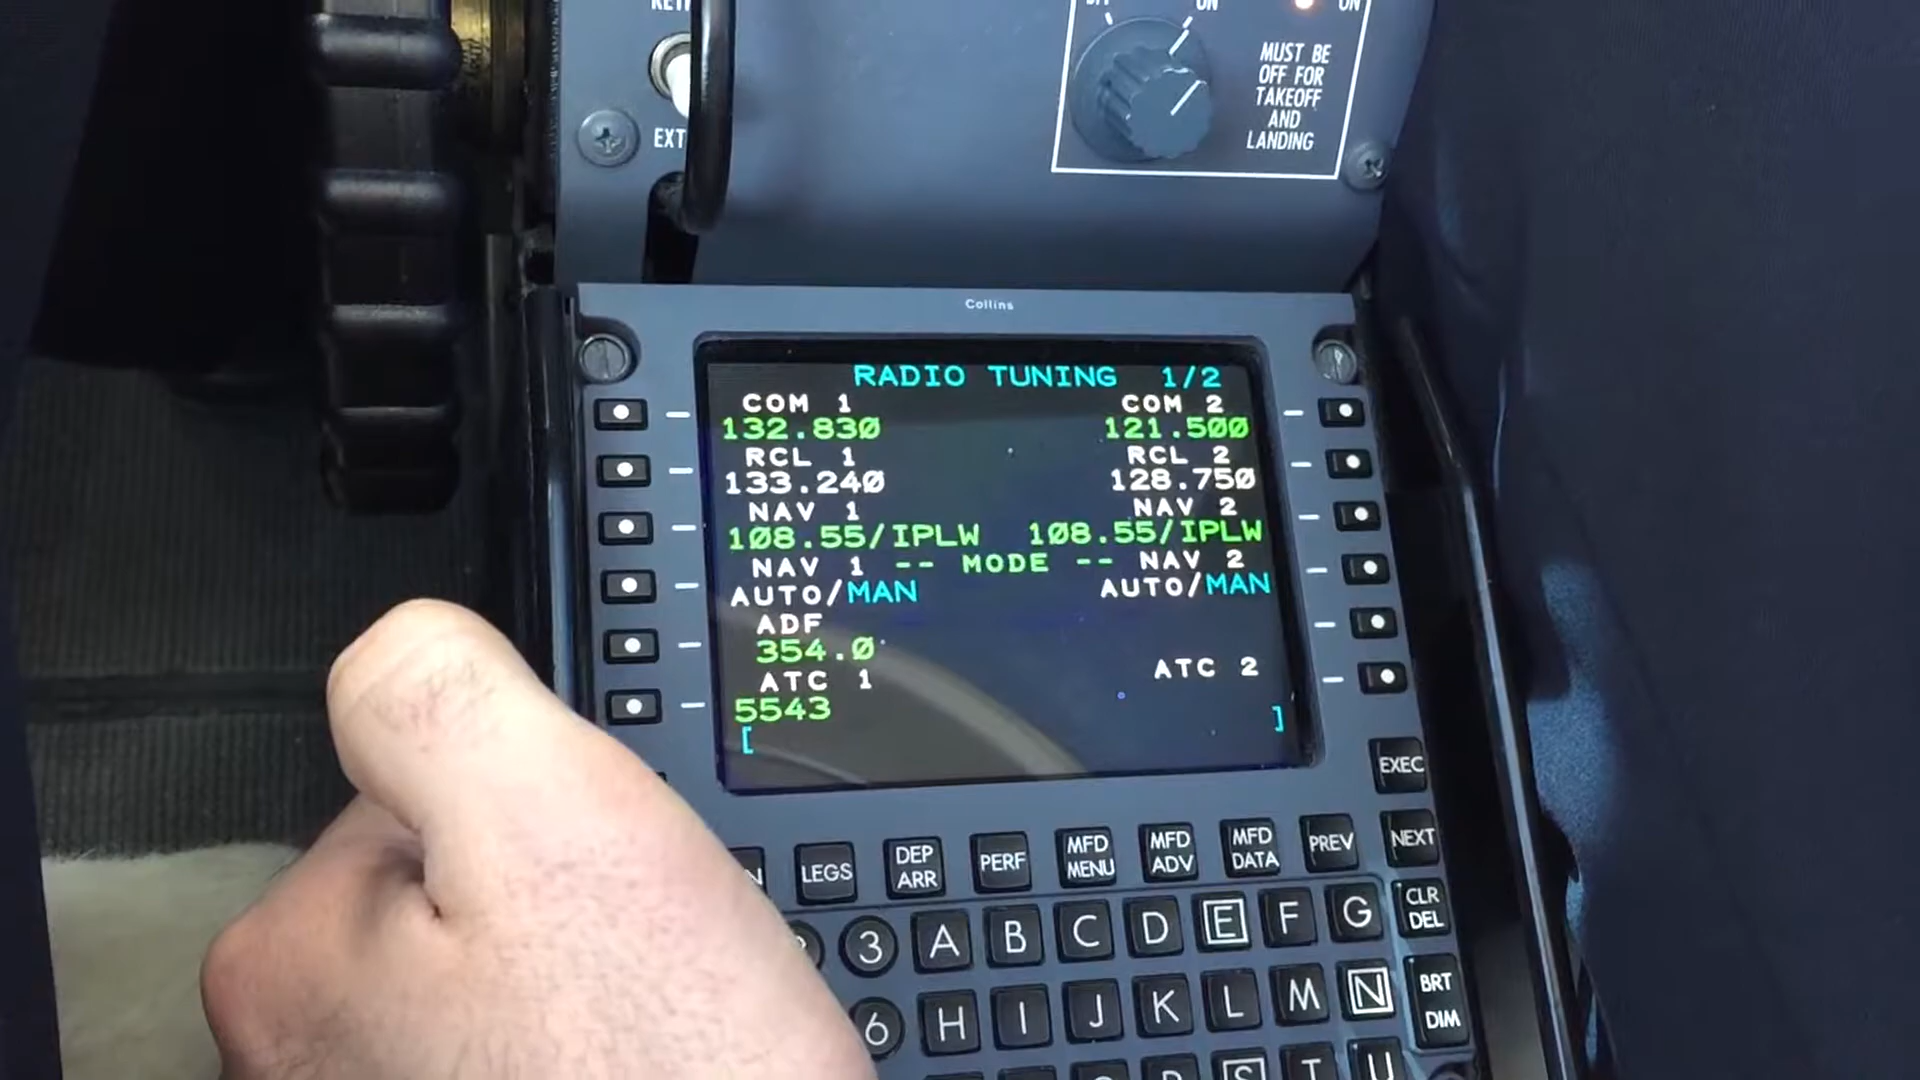 ON
ON
MUST BE
OFF FOR
TAKEOFF
AND
LANDING
EXT
Collins
RADIO TUNING 1/2
COM 1 COM 2
132.830 121.500
RCL 1 RCL 2
133.240 128.750
NAV 1 NAV 2
108.55/IPLW 108.55/IPLW
NAV 1 -- MODE -- NAV 2
AUTO/MAN AUTO/MAN
ADF
354.0
ATC 1 ATC 2
5543
[ ]
EXEC
LEGS
DEP
ARR
PERF
MFD
MENU
MFD
ADV
MFD
DATA
PREV
NEXT
3 A B C D E F G
CLR
DEL
6 H I J K L M N
BRT
DIM
S T U